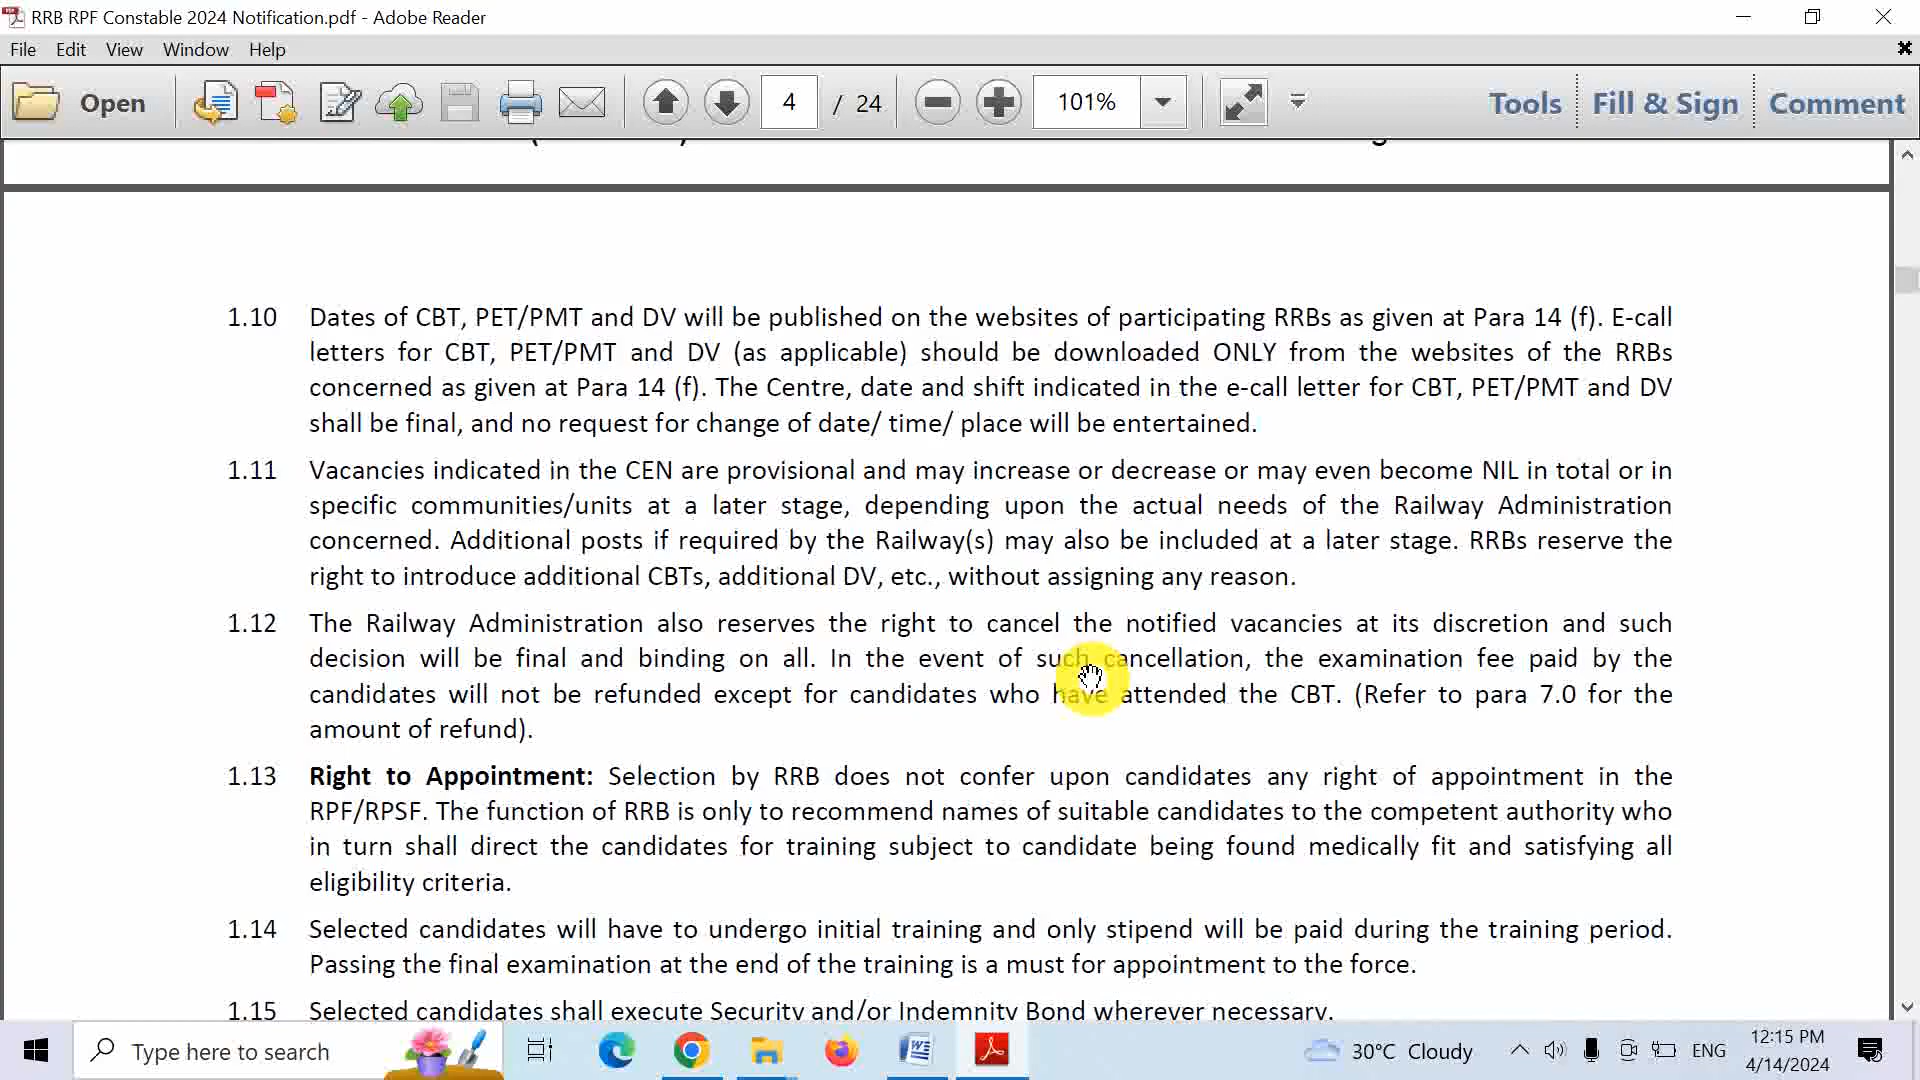 RRB RPF Constable 2024 Notification.pdf - Adobe Reader
File Edit View Window Help
Open 4 / 24 101% Tools Fill & Sign Comment
1.10 Dates of CBT, PET/PMT and DV will be published on the websites of participating RRBs as given at Para 14 (f). E-call
letters for CBT, PET/PMT and DV (as applicable) should be downloaded ONLY from the websites of the RRBs
concerned as given at Para 14 (f). The Centre, date and shift indicated in the e-call letter for CBT, PET/PMT and DV
shall be final, and no request for change of date/ time/ place will be entertained.
1.11 Vacancies indicated in the CEN are provisional and may increase or decrease or may even become NIL in total or in
specific communities/units at a later stage, depending upon the actual needs of the Railway Administration
concerned. Additional posts if required by the Railway(s) may also be included at a later stage. RRBs reserve the
right to introduce additional CBTs, additional DV, etc., without assigning any reason.
1.12 The Railway Administration also reserves the right to cancel the notified vacancies at its discretion and such
decision will be final and binding on all. In the event of such cancellation, the examination fee paid by the
candidates will not be refunded except for candidates who have attended the CBT. (Refer to para 7.0 for the
amount of refund).
1.13 Right to Appointment: Selection by RRB does not confer upon candidates any right of appointment in the
RPF/RPSF. The function of RRB is only to recommend names of suitable candidates to the competent authority who
in turn shall direct the candidates for training subject to candidate being found medically fit and satisfying all
eligibility criteria.
1.14 Selected candidates will have to undergo initial training and only stipend will be paid during the training period.
Passing the final examination at the end of the training is a must for appointment to the force.
1.15 Selected candidates shall execute Security and/or Indemnity Bond wherever necessary.
Type here to search 30°C Cloudy ENG 12:15 PM
4/14/2024